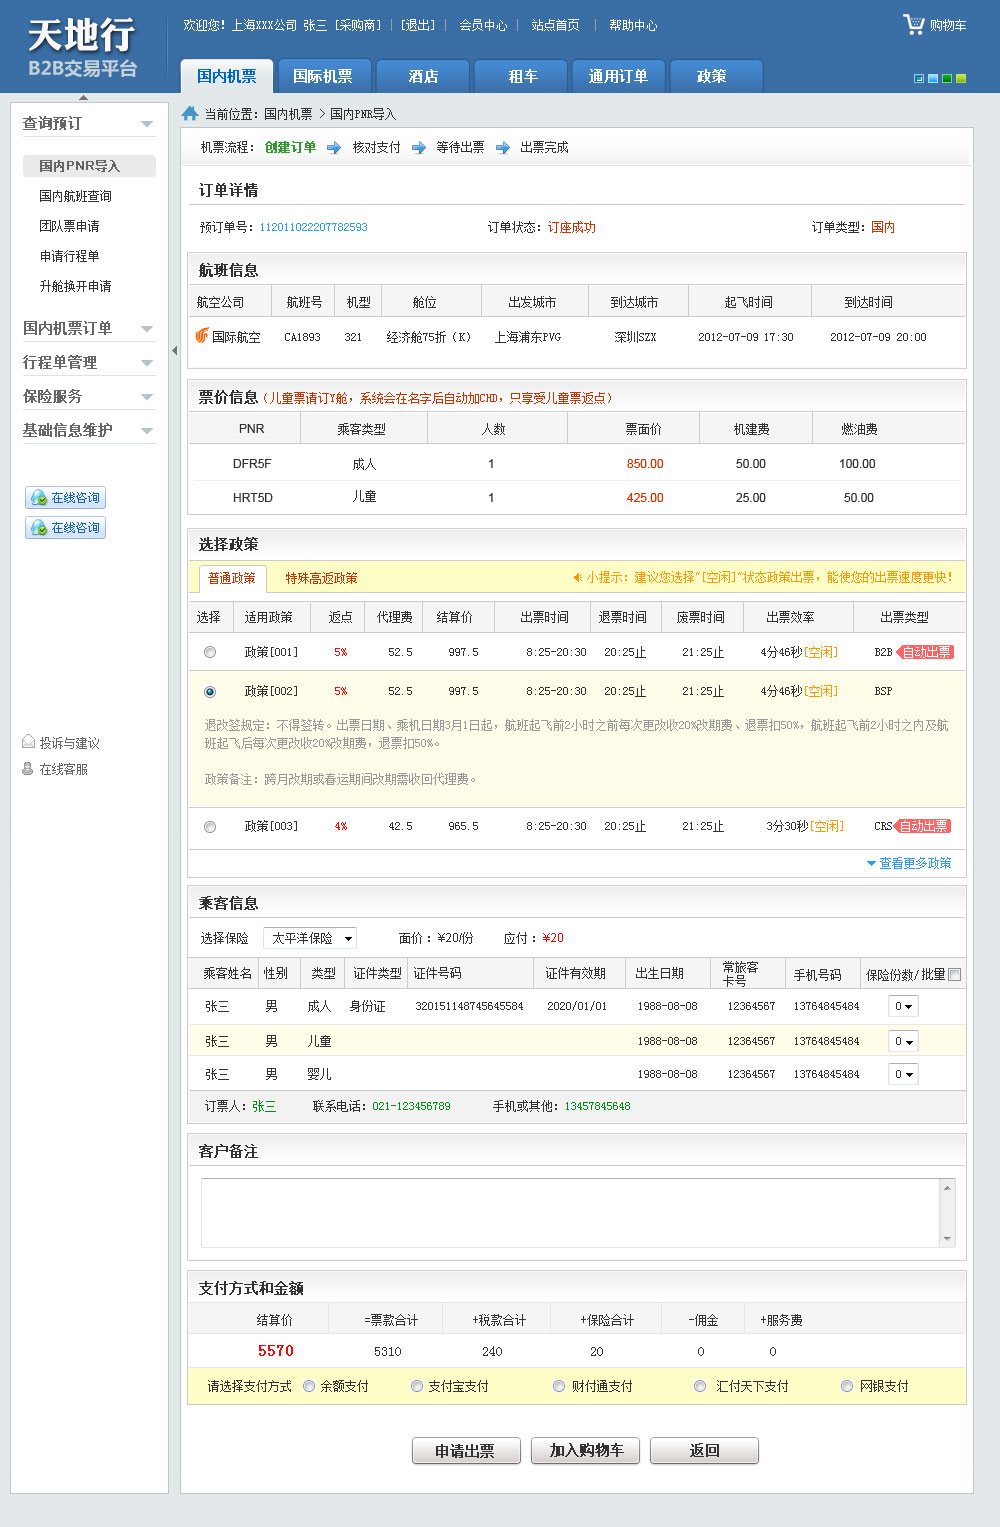 天地行
B2B交易平台
欢迎您! 上海XXX公司 张三 [采购商] | [退出] | 会员中心 | 站点首页 | 帮助中心
购物车
国内机票 国际机票 酒店 租车 通用订单 政策
查询预订
国内PNR导入
国内航班查询
团队票申请
申请行程单
升舱换开申请
国内机票订单
行程单管理
保险服务
基础信息维护
在线咨询
在线咨询
投诉与建议
在线客服
当前位置: 国内机票 > 国内PNR导入
机票流程: 创建订单 核对支付 等待出票 出票完成
订单详情
预订单号: 112011022207782593 订单状态: 订座成功 订单类型: 国内
航班信息
航空公司 航班号 机型 舱位 出发城市 到达城市 起飞时间 到达时间
国际航空 CA1893 321 经济舱75折（K） 上海浦东PVG 深圳SZX 2012-07-09 17:30 2012-07-09 20:00
票价信息（儿童票请订Y舱，系统会在名字后自动加CHD，只享受儿童票返点）
PNR 乘客类型 人数 票面价 机建费 燃油费
DFR5F 成人 1 850.00 50.00 100.00
HRT5D 儿童 1 425.00 25.00 50.00
选择政策
普通政策 特殊高返政策 小提示: 建议您选择"[空闲]"状态政策出票，能使您的出票速度更快!
选择 适用政策 返点 代理费 结算价 出票时间 退票时间 废票时间 出票效率 出票类型
政策[001] 5% 52.5 997.5 8:25-20:30 20:25止 21:25止 4分46秒[空闲] B2B 自动出票
政策[002] 5% 52.5 997.5 8:25-20:30 20:25止 21:25止 4分46秒[空闲] BSP
退改签规定: 不得签转。出票日期、乘机日期3月1日起，航班起飞前2小时之前每次更改收20%改期费、退票扣50%，航班起飞前2小时之内及航
班起飞后每次更改收20%改期费，退票扣50%。
政策备注: 跨月改期或春运期间改期需收回代理费。
政策[003] 4% 42.5 965.5 8:25-20:30 20:25止 21:25止 3分30秒[空闲] CRS 自动出票
查看更多政策
乘客信息
选择保险 太平洋保险 面价：¥20/份 应付：¥20
乘客姓名 性别 类型 证件类型 证件号码 证件有效期 出生日期 常旅客卡号 手机号码 保险份数/批量
张三 男 成人 身份证 320151148745645584 2020/01/01 1988-08-08 12364567 13764845484 0
张三 男 儿童 1988-08-08 12364567 13764845484 0
张三 男 婴儿 1988-08-08 12364567 13764845484 0
订票人: 张三 联系电话: 021-123456789 手机或其他: 13457845648
客户备注
支付方式和金额
结算价 =票款合计 +税款合计 +保险合计 -佣金 +服务费
5570 5310 240 20 0 0
请选择支付方式 余额支付 支付宝支付 财付通支付 汇付天下支付 网银支付
申请出票 加入购物车 返回